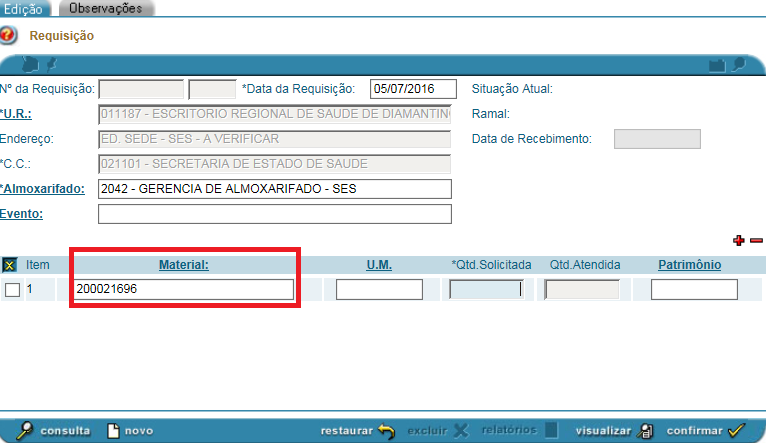 Edição Observações
Requisição
Nº da Requisição: *Data da Requisição: 05/07/2016 Situação Atual:
*U.R.: 011187 - ESCRITORIO REGIONAL DE SAUDE DE DIAMANTINO Ramal:
Endereço: ED. SEDE - SES - A VERIFICAR Data de Recebimento:
*C.C.: 021101 - SECRETARIA DE ESTADO DE SAUDE
*Almoxarifado: 2042 - GERENCIA DE ALMOXARIFADO - SES
Evento:
X Item Material: U.M. *Qtd.Solicitada Qtd.Atendida Patrimônio
1 200021696
consulta novo restaurar excluir relatórios visualizar confirmar